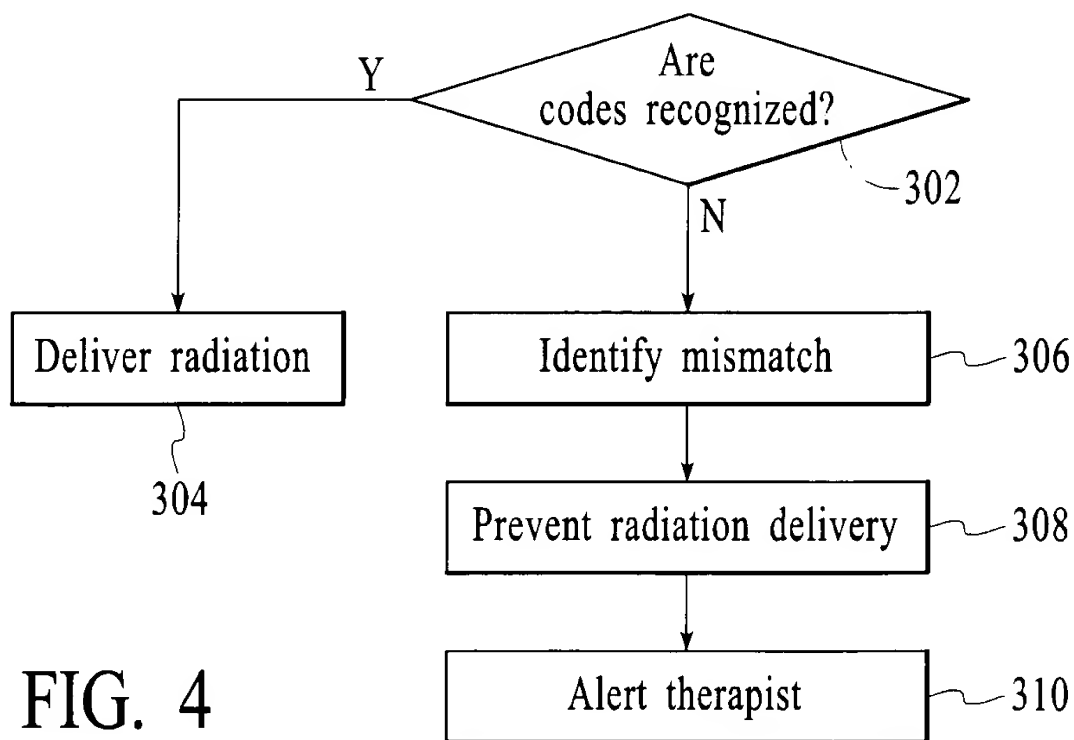 Are
codes recognized?
Y
302
N
Deliver radiation
Identify mismatch
306
304
Prevent radiation delivery
308
Alert therapist
310
FIG. 4